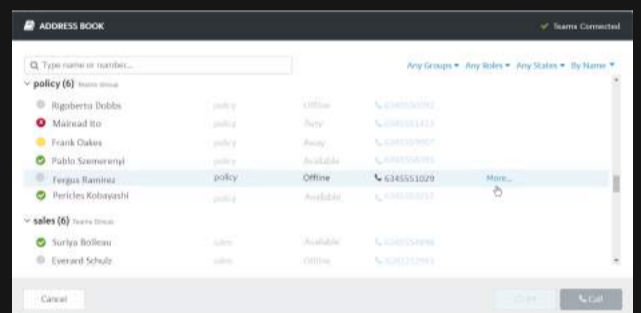 ADDRESS BOOK
Teams Connected
Type name or number...
Any Groups Any Roles Any States By Name
policy (6) Teams Group
Rigoberto Dobbs policy Offline
Mairead Ito policy Busy
Frank Oakes policy Away
Pablo Szemerenyi policy Available
Fergus Ramirez policy Offline 6345551029 More...
Pericles Kobayashi policy Available
sales (6) Teams Group
Suriya Boileau sales Available
Everard Schulz sales Offline
Cancel Call